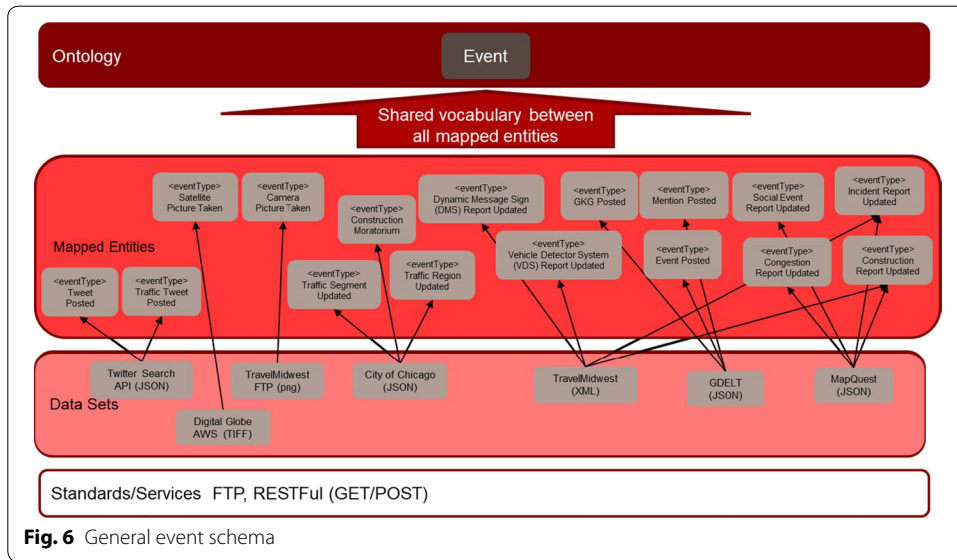 Ontology
Event
Shared vocabulary between
all mapped entities
<eventType>
Satellite
Picture Taken
<eventType>
Camera
Picture Taken
<eventType>
Construction
Moratorium
<eventType>
Dynamic Message Sign
(DMS) Report Updated
<eventType>
GKG Posted
<eventType>
Mention Posted
<eventType>
Social Event
Report Updated
<eventType>
Incident Report
Updated
Mapped Entities
<eventType>
Tweet
Posted
<eventType>
Traffic Tweet
Posted
<eventType>
Traffic Segment
Updated
<eventType>
Traffic Region
Updated
<eventType>
Vehicle Detector System
(VDS) Report Updated
<eventType>
Event Posted
<eventType>
Congestion
Report Updated
<eventType>
Construction
Report Updated
Data Sets
Twitter Search
API (JSON)
Digital Globe
AWS (TIFF)
TravelMidwest
FTP (png)
City of Chicago
(JSON)
TravelMidwest
(XML)
GDELT
(JSON)
MapQuest
(JSON)
Standards/Services FTP, RESTFul (GET/POST)
Fig. 6 General event schema